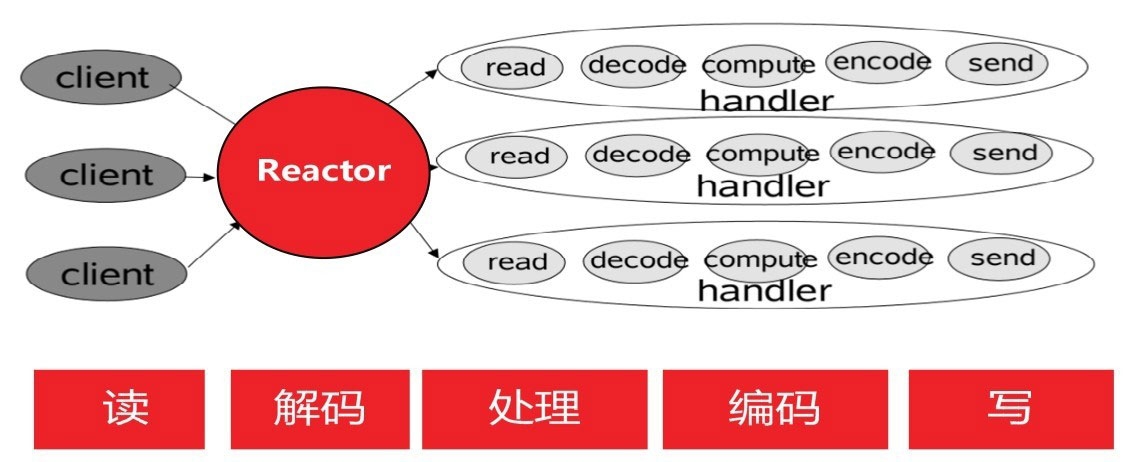 client
client
client
Reactor
read decode compute encode send
handler
read decode compute encode send
handler
read decode compute encode send
handler
读 解码 处理 编码 写